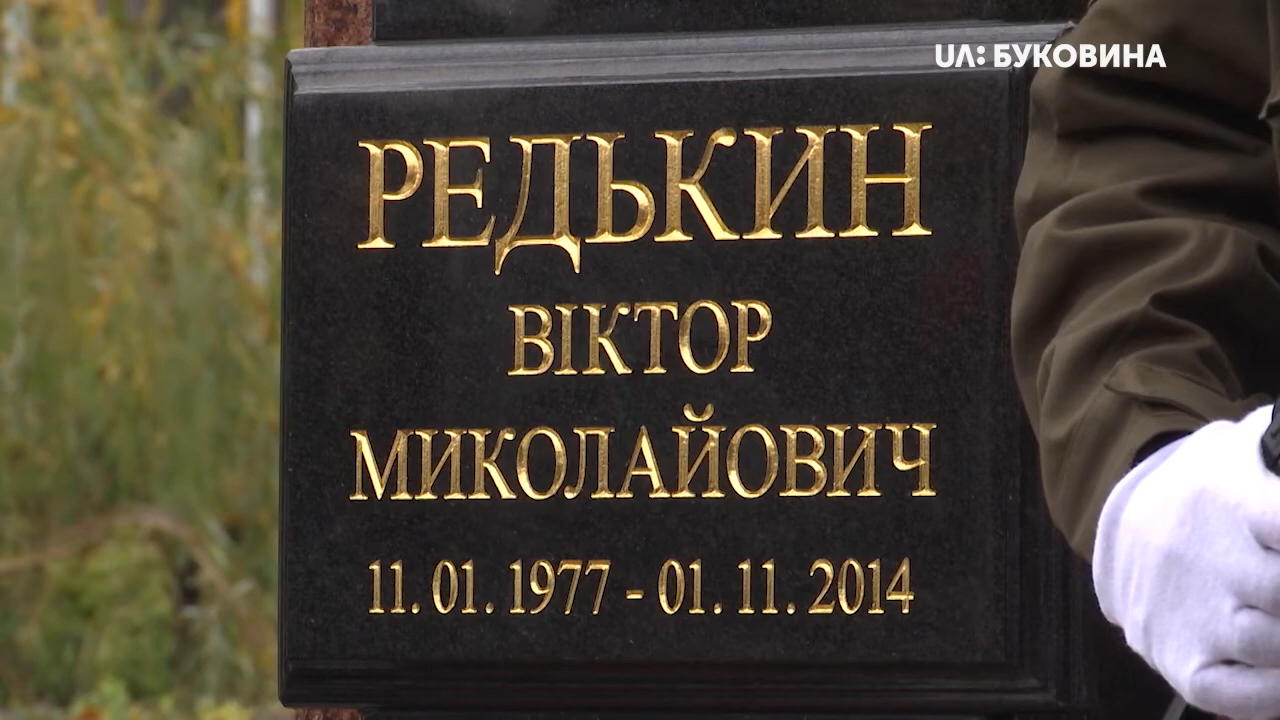 UA: БУКОВИНА
РЕДЬКИН
ВІКТОР
МИКОЛАЙОВИЧ
11. 01. 1977 - 01. 11. 2014